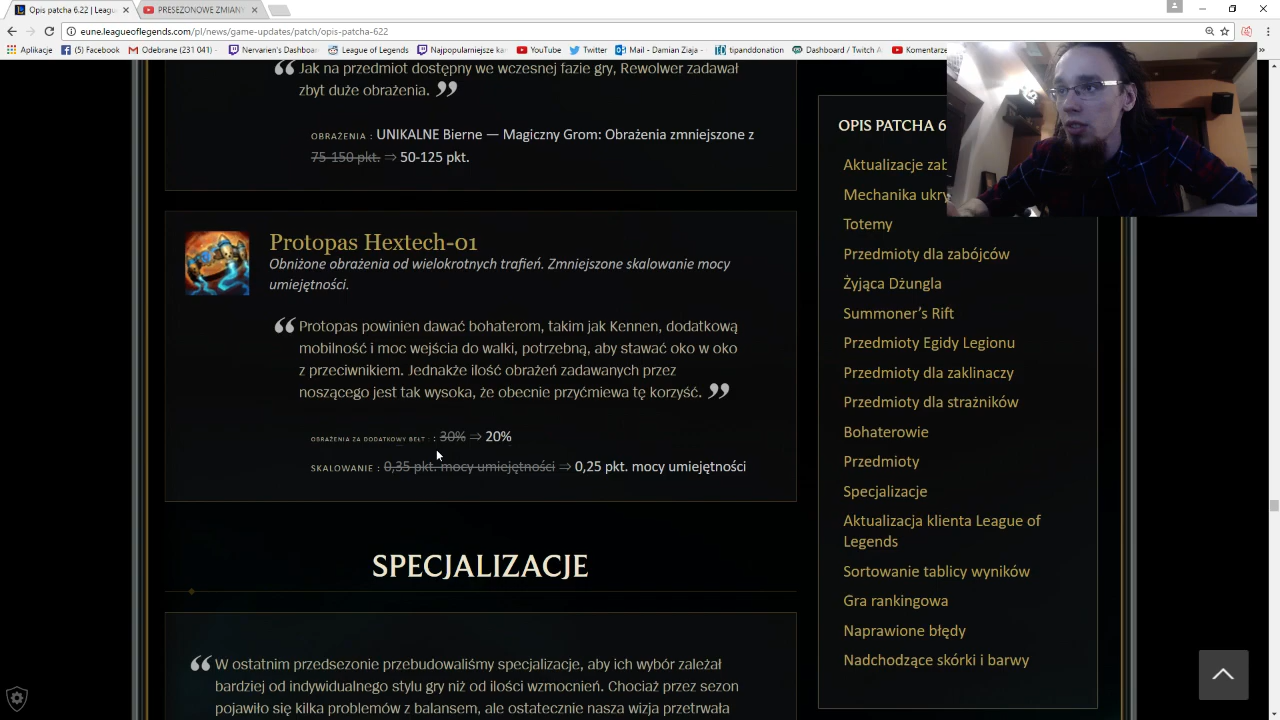 Opis patcha 6.22 | Leagu
PRESEZONOWE ZMIANY
eune.leagueoflegends.com/pl/news/game-updates/patch/opis-patcha-622
Aplikacje
(5) Facebook
Odebrane (231 041)
Nervarien's Dashboard
League of Legends
Najpopularniejsze kan
YouTube
Twitter
Mail - Damian Ziaja
tipanddonation
Dashboard / Twitch
Komentarze
Jak na przedmiot dostępny we wczesnej fazie gry, Rewolwer zadawał
zbyt duże obrażenia.
OBRAŻENIA : UNIKALNE Bierne — Magiczny Grom: Obrażenia zmniejszone z
75-150 pkt. ⇒ 50-125 pkt.
Protopas Hextech-01
Obniżone obrażenia od wielokrotnych trafień. Zmniejszone skalowanie mocy
umiejętności.
Protopas powinien dawać bohaterom, takim jak Kennen, dodatkową
mobilność i moc wejścia do walki, potrzebną, aby stawać oko w oko
z przeciwnikiem. Jednakże ilość obrażeń zadawanych przez
noszącego jest tak wysoka, że obecnie przyćmiewa tę korzyść.
OBRAŻENIA ZA DODATKOWY BEŁT : : 30% ⇒ 20%
SKALOWANIE : 0,35 pkt. mocy umiejętności ⇒ 0,25 pkt. mocy umiejętności
SPECJALIZACJE
W ostatnim przedsezonie przebudowaliśmy specjalizacje, aby ich wybór zależał
bardziej od indywidualnego stylu gry niż od ilości wzmocnień. Chociaż przez sezon
pojawiło się kilka problemów z balansem, ale ostatecznie nasza wizja przetrwała
OPIS PATCHA 6
Aktualizacje zab
Mechanika ukry
Totemy
Przedmioty dla zabójców
Żyjąca Dżungla
Summoner's Rift
Przedmioty Egidy Legionu
Przedmioty dla zaklinaczy
Przedmioty dla strażników
Bohaterowie
Przedmioty
Specjalizacje
Aktualizacja klienta League of
Legends
Sortowanie tablicy wyników
Gra rankingowa
Naprawione błędy
Nadchodzące skórki i barwy